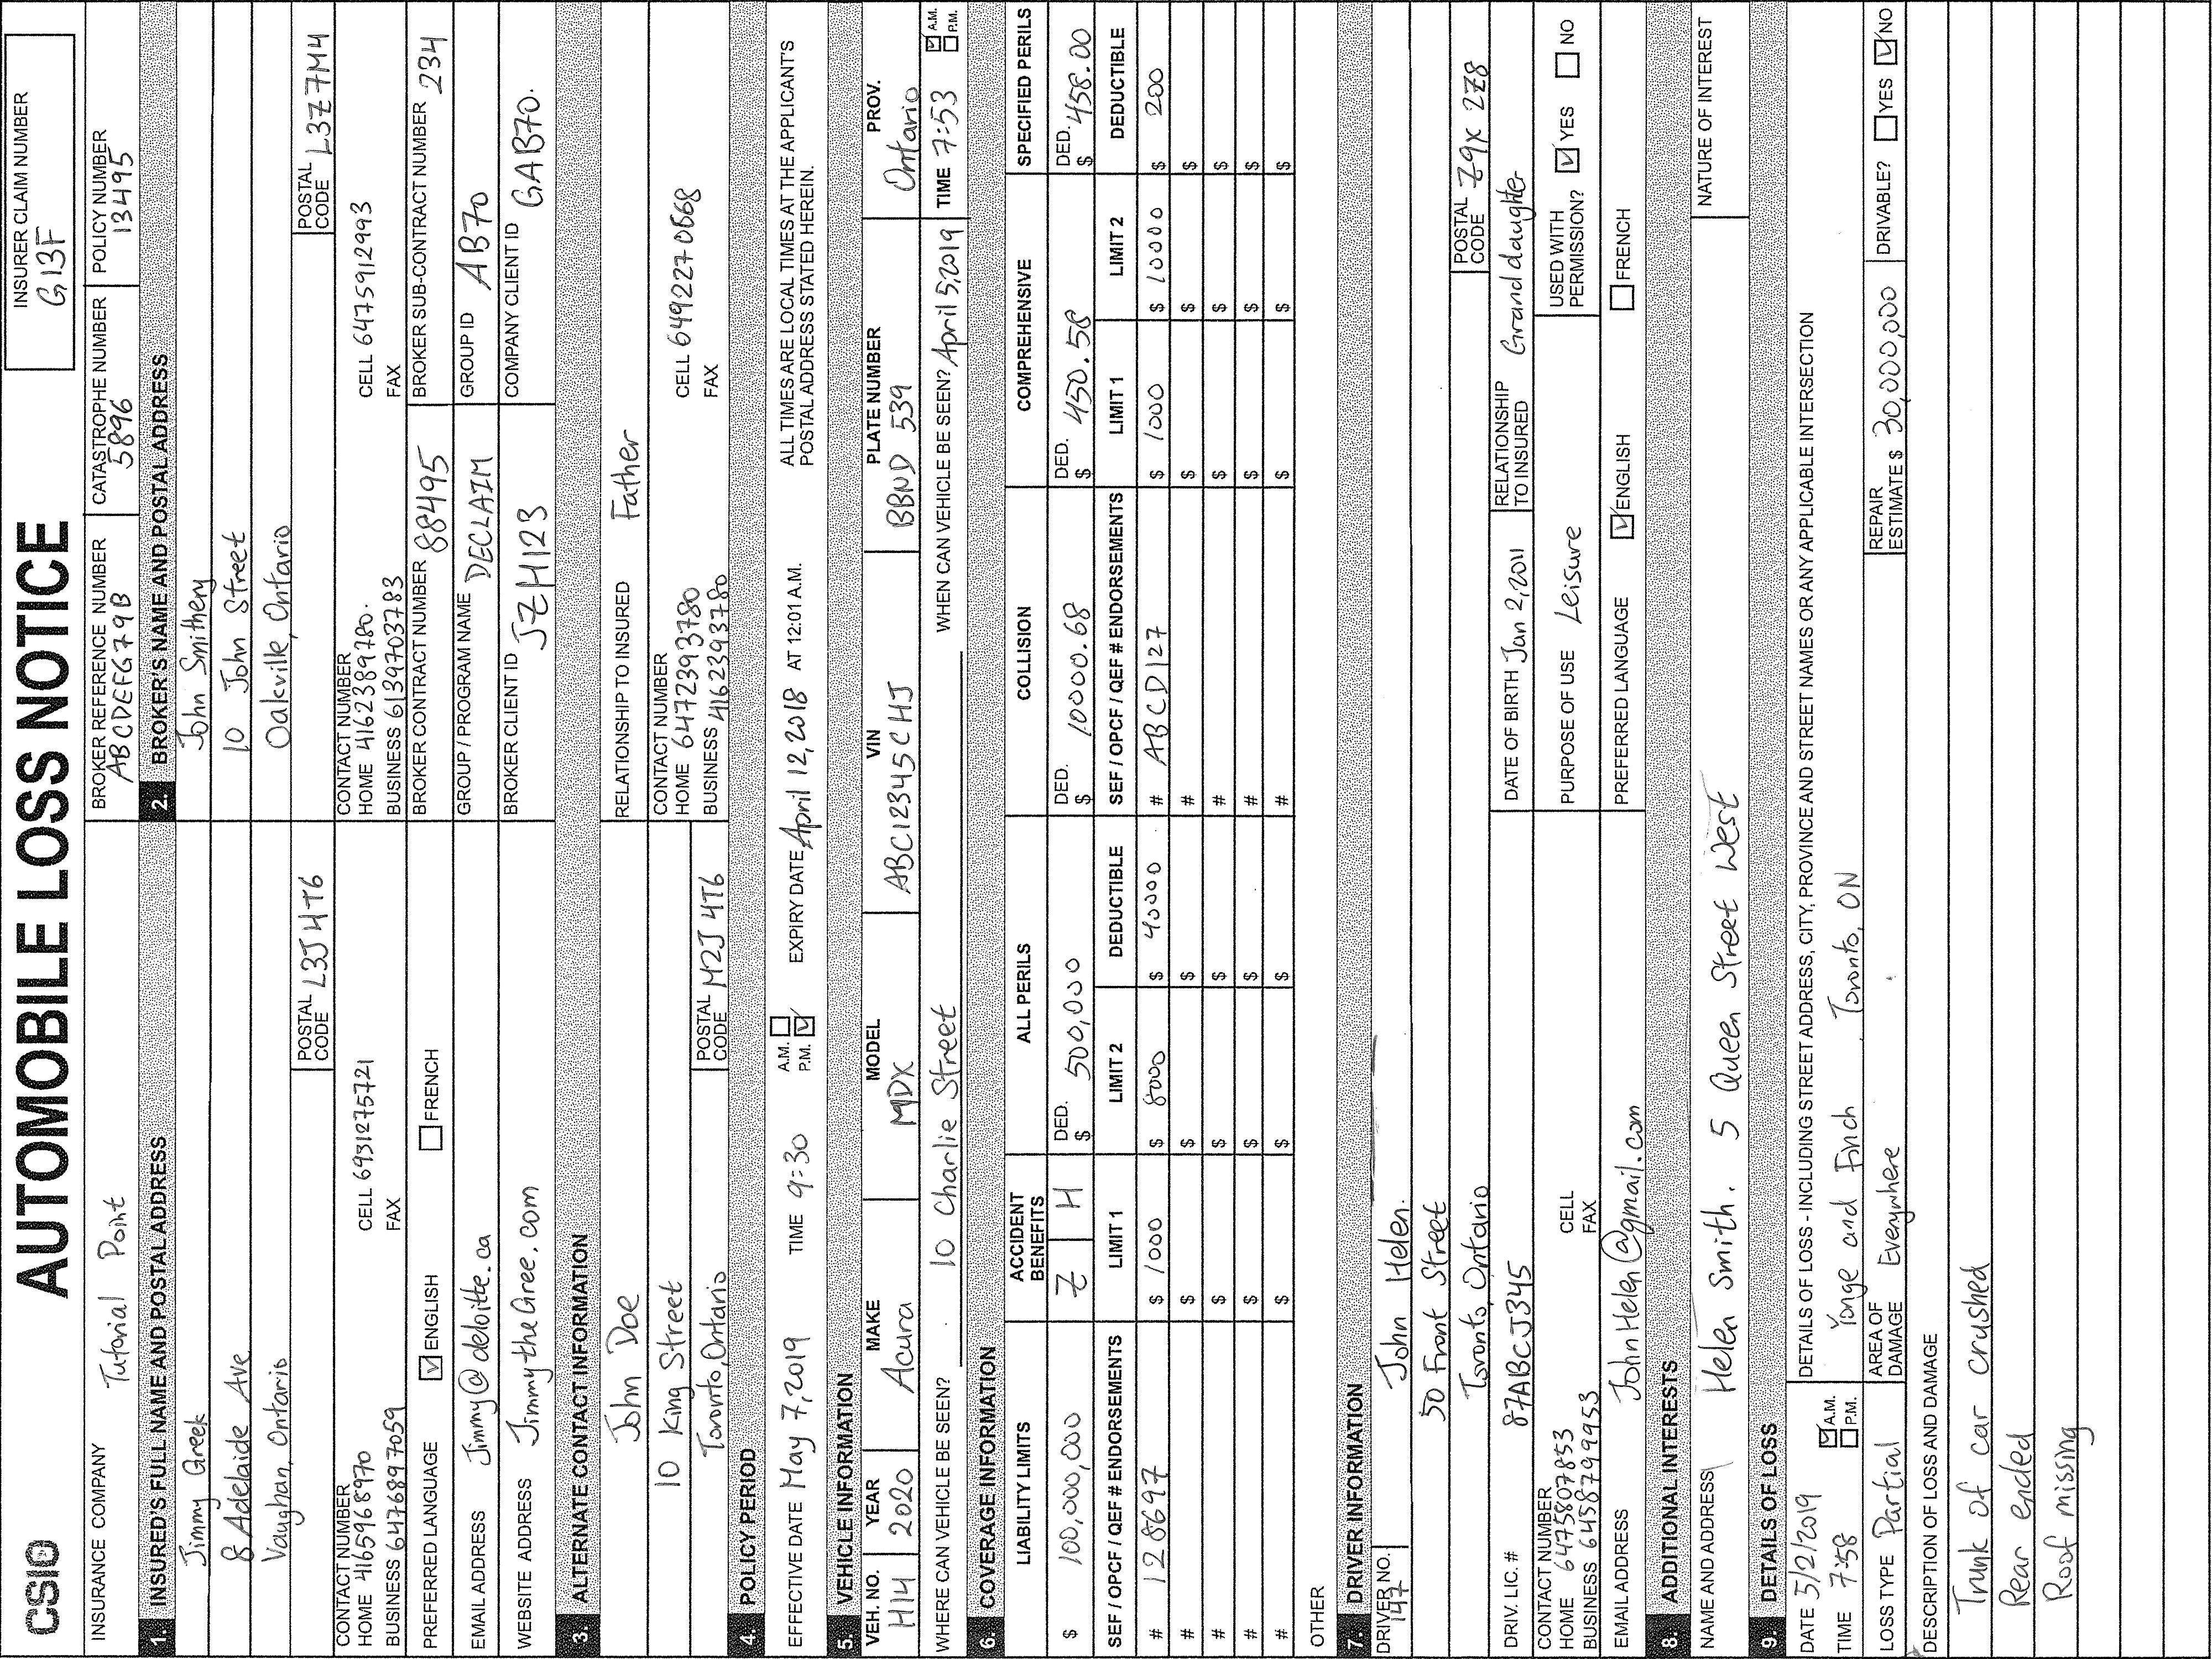 CSIO AUTOMOBILE LOSS NOTICE
INSURER CLAIM NUMBER
G13F
INSURANCE COMPANY Tutorial Point
BROKER REFERENCE NUMBER CATASTROPHE NUMBER POLICY NUMBER
ABCDEFG79B 5896 13495
1. INSURED'S FULL NAME AND POSTAL ADDRESS
Jimmy Greek
8 Adelaide Ave
Vaughan, Ontario
POSTAL CODE L3J4T6
CONTACT NUMBER
HOME 4165968970 CELL 6931275721
BUSINESS 6476897059 FAX
PREFERRED LANGUAGE ☑ ENGLISH ☐ FRENCH
EMAIL ADDRESS Jimmy@deloitte.ca
WEBSITE ADDRESS JimmytheGree.com
2. BROKER'S NAME AND POSTAL ADDRESS
John Smitheny
10 John Street
Oakville, Ontario
POSTAL CODE L3Z7M4
CONTACT NUMBER
HOME 4162389780. CELL 6475912993
BUSINESS 6139703783 FAX
BROKER CONTRACT NUMBER 88495 BROKER SUB-CONTRACT NUMBER 234
GROUP / PROGRAM NAME DECLAIM GROUP ID AB70
BROKER CLIENT ID JZH123 COMPANY CLIENT ID GAB70.
3. ALTERNATE CONTACT INFORMATION
John Doe
10 King Street
Toronto, Ontario
POSTAL CODE M2J 4T6
RELATIONSHIP TO INSURED Father
CONTACT NUMBER
HOME 6472393780 CELL 6492270568
BUSINESS 4162393780 FAX
4. POLICY PERIOD
EFFECTIVE DATE May 7, 2019 TIME 9:30 A.M. ☐ P.M. ☑ EXPIRY DATE April 12, 2018 AT 12:01 A.M. ALL TIMES ARE LOCAL TIMES AT THE APPLICANT'S
POSTAL ADDRESS STATED HEREIN.
5. VEHICLE INFORMATION
VEH. NO. YEAR MAKE MODEL VIN PLATE NUMBER PROV.
H14 2020 Acura MDX ABC12345CHJ BBND 539 Ontario
WHERE CAN VEHICLE BE SEEN? 10 Charlie Street WHEN CAN VEHICLE BE SEEN? April 5, 2019 TIME 7:53 ☑ A.M. ☐ P.M.
6. COVERAGE INFORMATION
LIABILITY LIMITS ACCIDENT BENEFITS ALL PERILS COLLISION COMPREHENSIVE SPECIFIED PERILS
$ 100,000,000 Z H DED. $ 500,000 DED. $ 10000.68 DED. $ 450.58 DED. $ 458.00
SEF / OPCF / QEF # ENDORSEMENTS LIMIT 1 LIMIT 2 DEDUCTIBLE SEF / OPCF / QEF # ENDORSEMENTS LIMIT 1 LIMIT 2 DEDUCTIBLE
# 128697 $ 1000 $ 8000 $ 40000 # ABCD127 $ 1000 $ 10000 $ 200
# $ $ $ # $ $ $
# $ $ $ # $ $ $
# $ $ $ # $ $ $
# $ $ $ # $ $ $
OTHER
7. DRIVER INFORMATION
DRIVER NO. 147 John Helen.
50 Front Street
Toronto, Ontario
POSTAL CODE Z9X 2Z8
DRIV. LIC. # 87ABCJ345 DATE OF BIRTH Jan 2, 2011 RELATIONSHIP TO INSURED Grand daughter
CONTACT NUMBER
HOME 6475807853 CELL
BUSINESS 6458799953 FAX
PURPOSE OF USE Leisure USED WITH PERMISSION? ☑ YES ☐ NO
EMAIL ADDRESS JohnHelen@gmail.com PREFERRED LANGUAGE ☑ ENGLISH ☐ FRENCH
8. ADDITIONAL INTERESTS
NAME AND ADDRESS Helen Smith. 5 Queen Street West NATURE OF INTEREST
9. DETAILS OF LOSS
DATE 5/2/2019 DETAILS OF LOSS - INCLUDING STREET ADDRESS, CITY, PROVINCE AND STREET NAMES OR ANY APPLICABLE INTERSECTION
TIME 7:58 ☑ A.M. ☐ P.M. Yonge and Finch, Toronto, ON
LOSS TYPE Partial AREA OF DAMAGE Everywhere REPAIR ESTIMATE $ 30,000,000 DRIVABLE? ☐ YES ☑ NO
DESCRIPTION OF LOSS AND DAMAGE
Trunk of car crushed
Rear ended
Roof missing